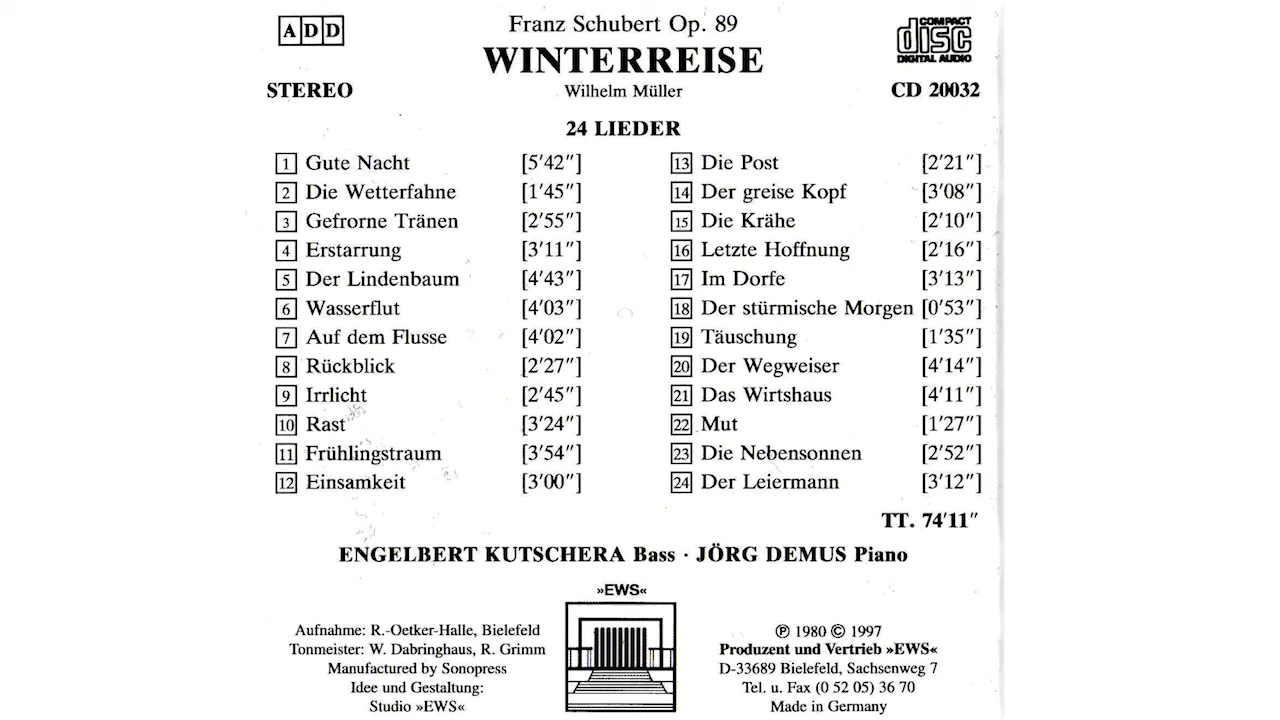 ADD
Franz Schubert Op. 89
COMPACT
disc
DIGITAL AUDIO
WINTERREISE
STEREO
Wilhelm Müller
CD 20032
24 LIEDER
1 Gute Nacht [5′42″]
2 Die Wetterfahne [1′45″]
3 Gefrorne Tränen [2′55″]
4 Erstarrung [3′11″]
5 Der Lindenbaum [4′43″]
6 Wasserflut [4′03″]
7 Auf dem Flusse [4′02″]
8 Rückblick [2′27″]
9 Irrlicht [2′45″]
10 Rast [3′24″]
11 Frühlingstraum [3′54″]
12 Einsamkeit [3′00″]
13 Die Post [2′21″]
14 Der greise Kopf [3′08″]
15 Die Krähe [2′10″]
16 Letzte Hoffnung [2′16″]
17 Im Dorfe [3′13″]
18 Der stürmische Morgen [0′53″]
19 Täuschung [1′35″]
20 Der Wegweiser [4′14″]
21 Das Wirtshaus [4′11″]
22 Mut [1′27″]
23 Die Nebensonnen [2′52″]
24 Der Leiermann [3′12″]
TT. 74′11″
ENGELBERT KUTSCHERA Bass · JÖRG DEMUS Piano
»EWS«
Aufnahme: R.-Oetker-Halle, Bielefeld
Tonmeister: W. Dabringhaus, R. Grimm
Manufactured by Sonopress
Idee und Gestaltung:
Studio »EWS«
℗ 1980 © 1997
Produzent und Vertrieb »EWS«
D-33689 Bielefeld, Sachsenweg 7
Tel. u. Fax (0 52 05) 36 70
Made in Germany